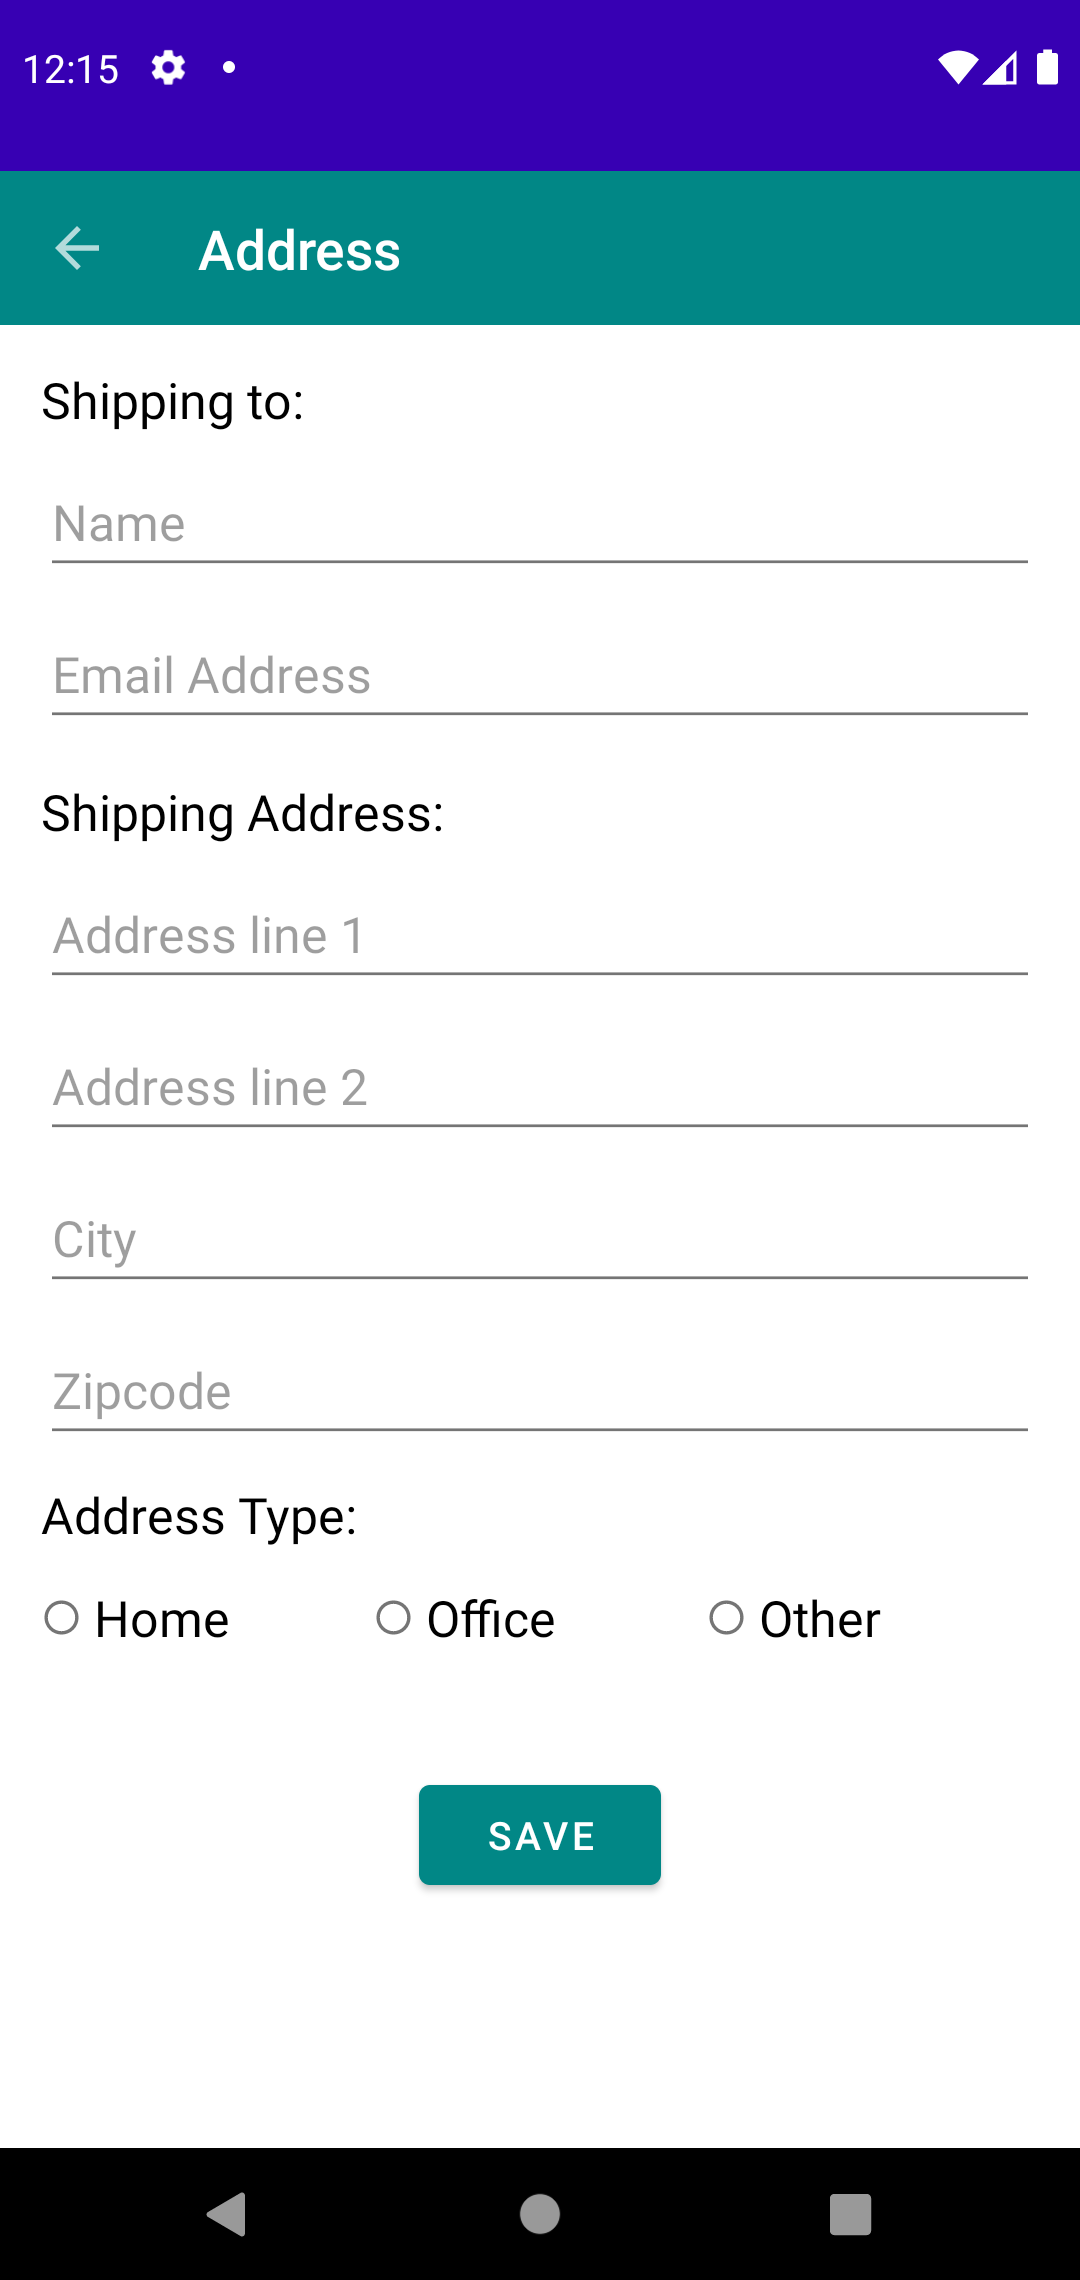 12:15
Address
Shipping to:
Name
Email Address
Shipping Address:
Address line 1
Address line 2
City
Zipcode
Address Type:
Home Office Other
SAVE